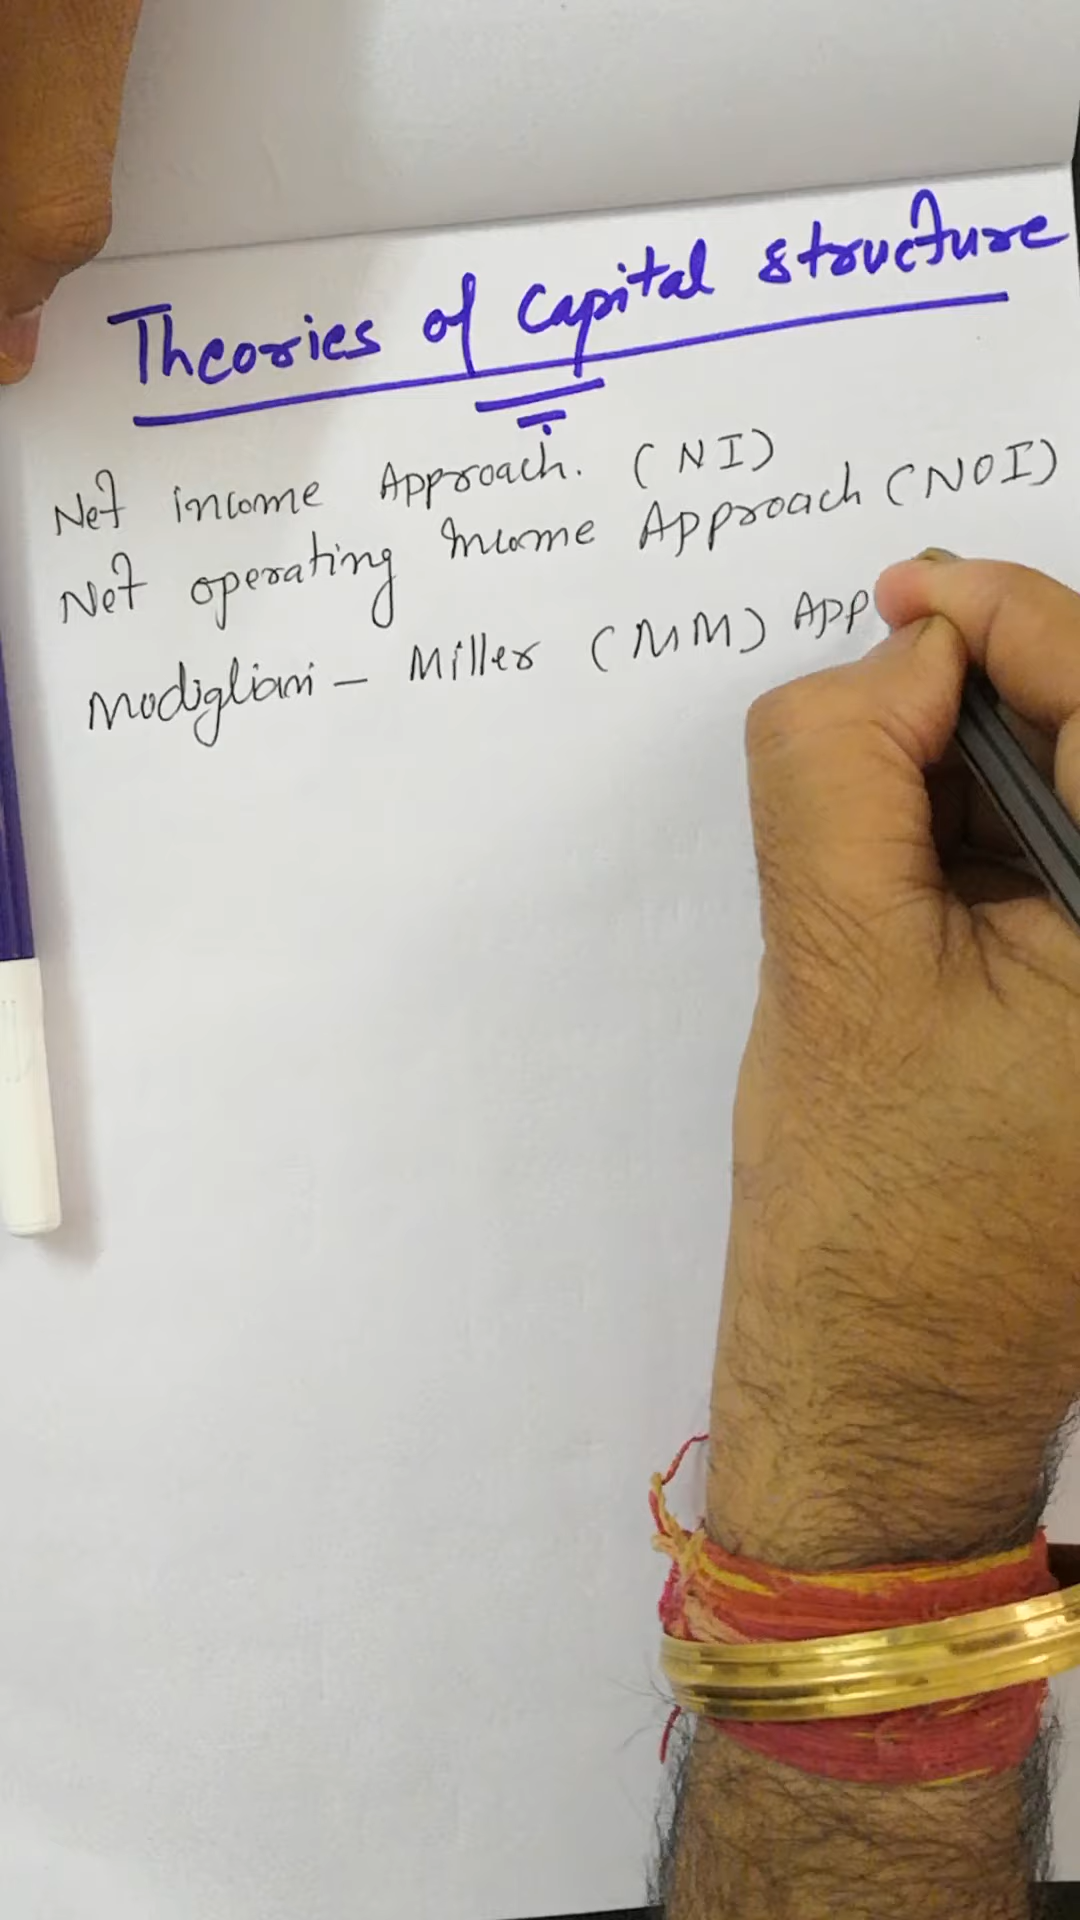 Theories of Capital structure
Net income Approach. (NI)
Net operating Income Approach (NOI)
Modigliani - Miller (MM) App